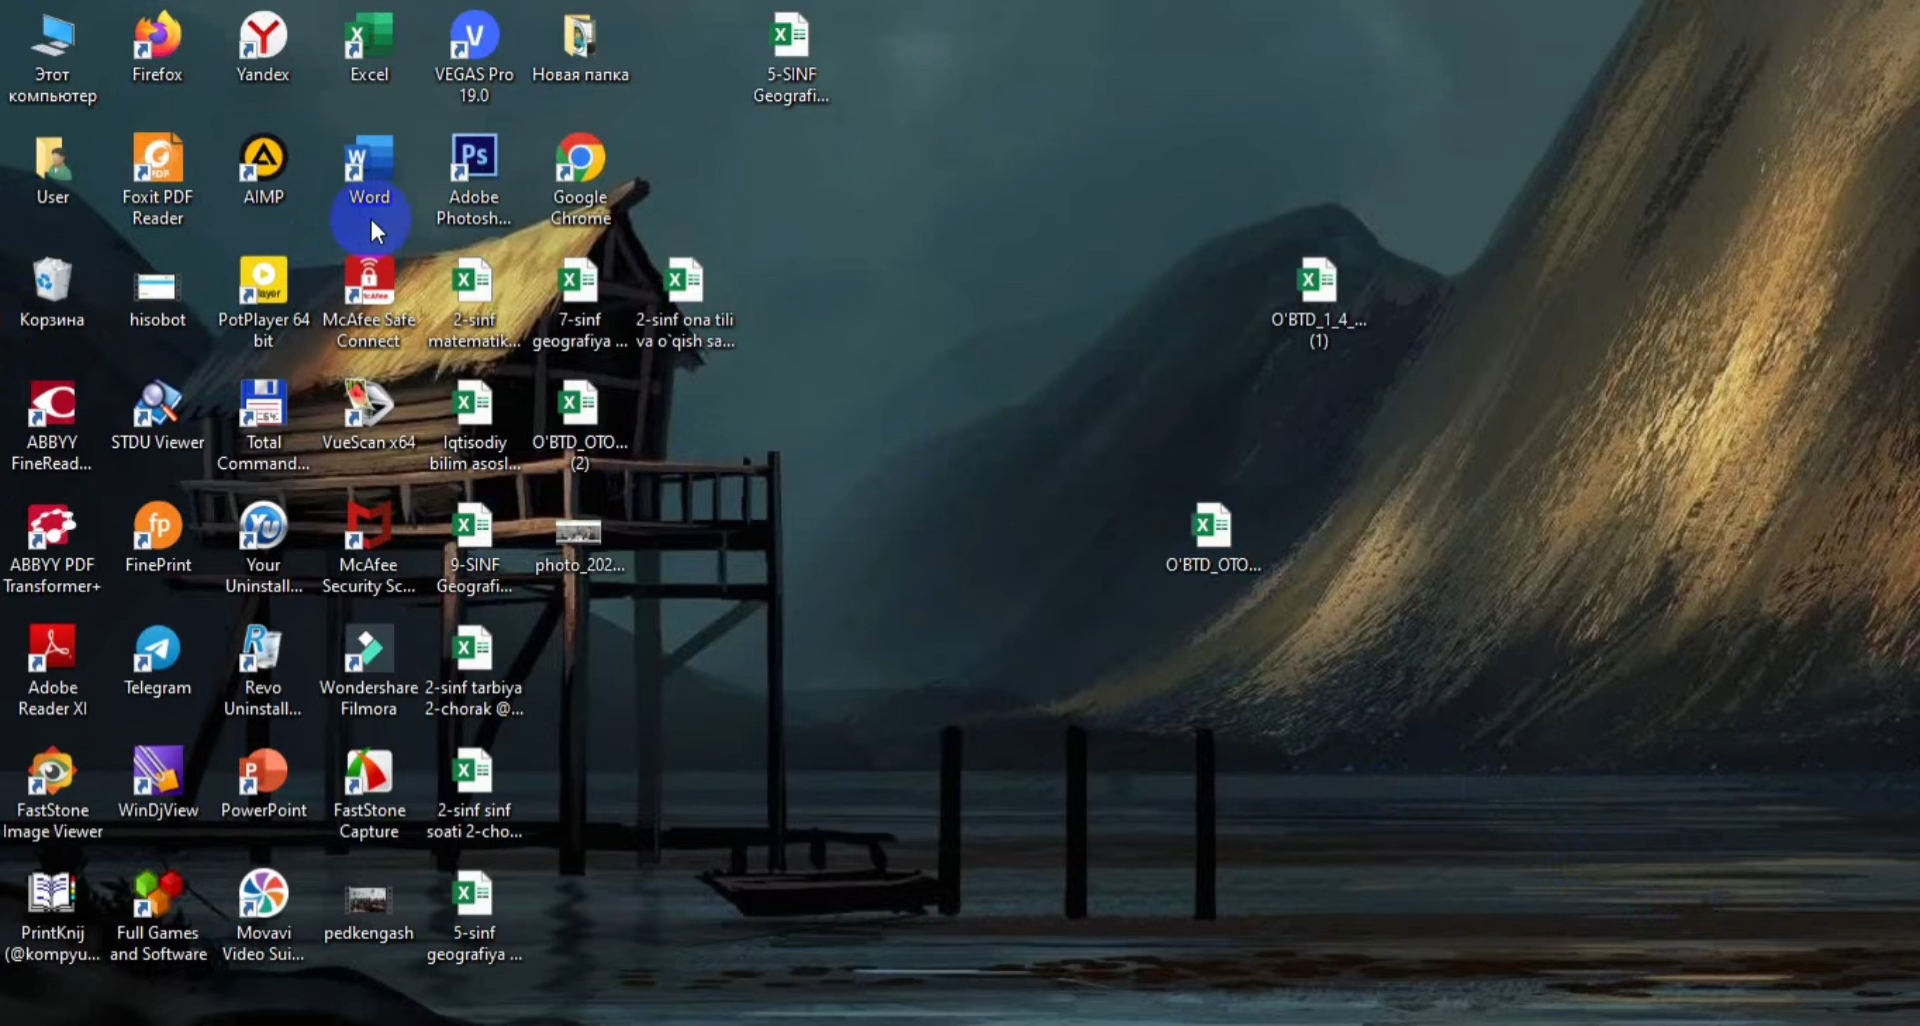 Этот
компьютер
Firefox
Yandex
Excel
VEGAS Pro
19.0
Новая папка
5-SINF
Geografi...
User
Foxit PDF
Reader
AIMP
Word
Adobe
Photosh...
Google
Chrome
Корзина
hisobot
PotPlayer 64
bit
McAfee Safe
Connect
2-sinf
matematik...
7-sinf
geografiya ...
2-sinf ona tili
va o`qish sa...
O'BTD_1_4_...
(1)
ABBYY
FineRead...
STDU Viewer
Total
Command...
VueScan x64
Iqtisodiy
bilim asosl...
O'BTD_OTO...
(2)
ABBYY PDF
Transformer+
FinePrint
Your
Uninstall...
McAfee
Security Sc...
9-SINF
Geografi...
photo_202...
O'BTD_OTO...
Adobe
Reader XI
Telegram
Revo
Uninstall...
Wondershare
Filmora
2-sinf tarbiya
2-chorak @...
FastStone
Image Viewer
WinDjView
PowerPoint
FastStone
Capture
2-sinf sinf
soati 2-cho...
PrintKnij
(@kompyu...
Full Games
and Software
Movavi
Video Sui...
pedkengash
5-sinf
geografiya ...